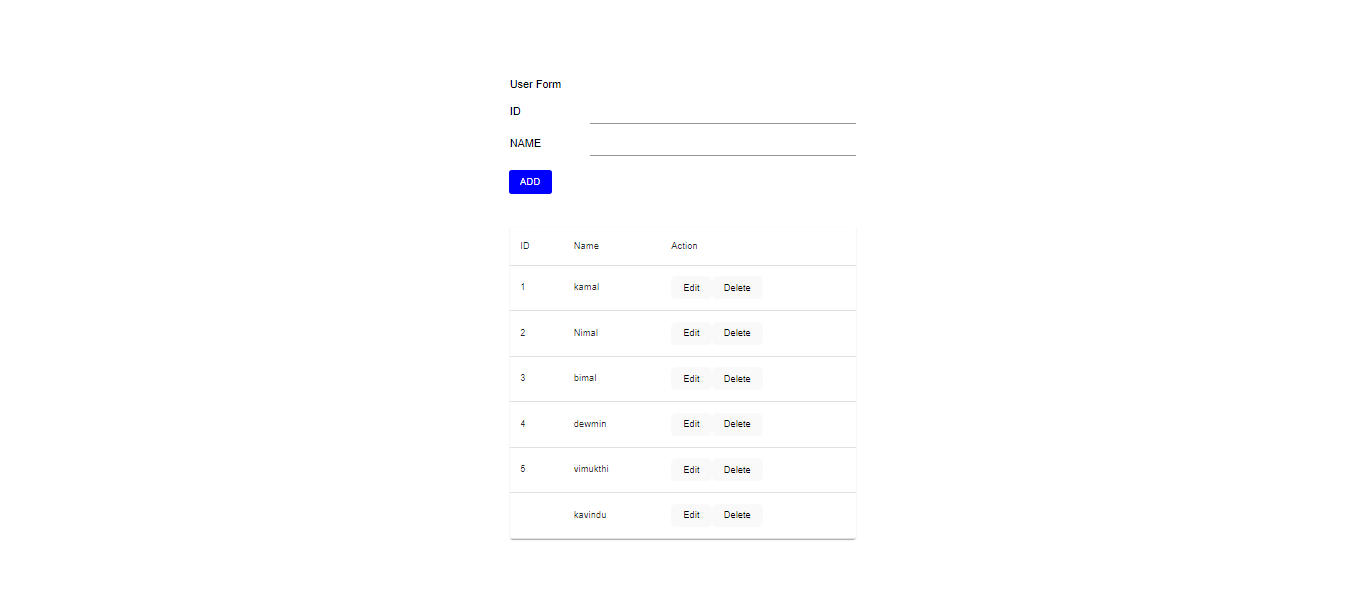 User Form
ID
NAME
ADD
ID Name Action
1 kamal Edit Delete
2 Nimal Edit Delete
3 bimal Edit Delete
4 dewmin Edit Delete
5 vimukthi Edit Delete
kavindu Edit Delete